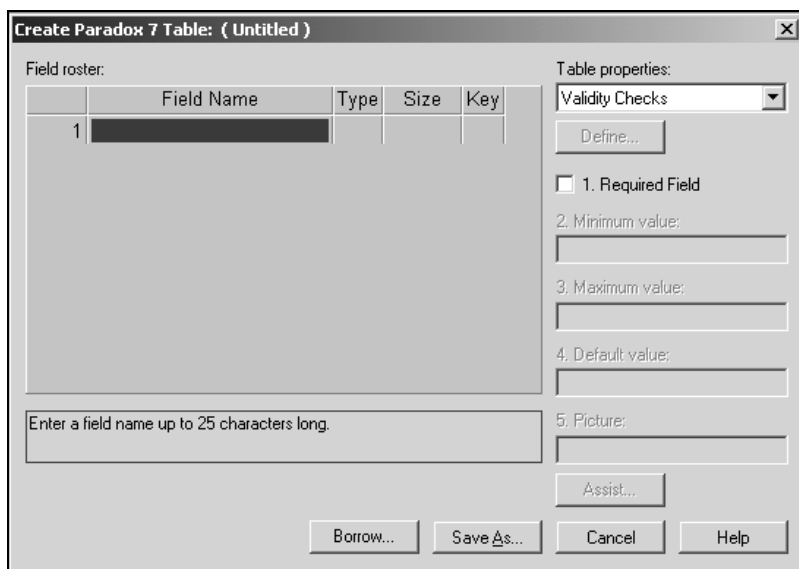 Create Paradox 7 Table: ( Untitled )
Field roster:
Field Name Type Size Key
1
Enter a field name up to 25 characters long.
Table properties:
Validity Checks
Define...
1. Required Field
2. Minimum value:
3. Maximum value:
4. Default value:
5. Picture:
Assist...
Borrow... Save As... Cancel Help